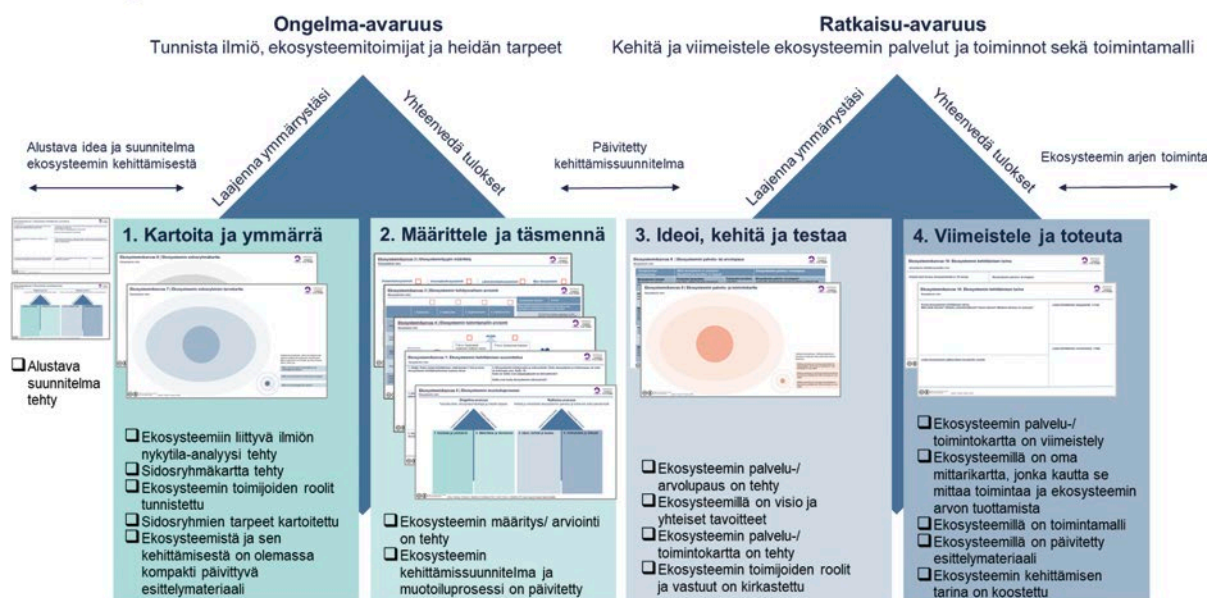 Ongelma-avaruus
Tunnista ilmiö, ekosysteemitoimijat ja heidän tarpeet
Ratkaisu-avaruus
Kehitä ja viimeistele ekosysteemin palvelut ja toiminnot sekä toimintamalli
Alustava idea ja suunnitelma
ekosysteemin kehittämisestä
Laajenna ymmärrystäsi
Yhteenvedä tulokset
Päivitetty
kehittämissuunnitelma
Laajenna ymmärrystäsi
Yhteenvedä tulokset
Ekosysteemin arjen toiminta
Alustava
suunnitelma
tehty
1. Kartoita ja ymmärrä
Ekosysteemiin liittyvä ilmiön
nykytila-analyysi tehty
Sidosryhmäkartta tehty
Ekosysteemin toimijoiden roolit
tunnistettu
Sidosryhmien tarpeet kartoitettu
Ekosysteemistä ja sen
kehittämisestä on olemassa
kompakti päivittyvä
esittelymateriaali
2. Määrittele ja täsmennä
Ekosysteemin määritys/ arviointi
on tehty
Ekosysteemin
kehittämissuunnitelma ja
muotoiluprosessi on päivitetty
3. Ideoi, kehitä ja testaa
Ekosysteemin palvelu-/
arvolupaus on tehty
Ekosysteemillä on visio ja
yhteiset tavoitteet
Ekosysteemin palvelu-/
toimintokartta on tehty
Ekosysteemin toimijoiden roolit
ja vastuut on kirkastettu
4. Viimeistele ja toteuta
Ekosysteemin palvelu-/
toimintokartta on viimeistely
Ekosysteemillä on oma
mittarikartta, jonka kautta se
mittaa toimintaa ja ekosysteemin
arvon tuottamista
Ekosysteemillä on toimintamalli
Ekosysteemillä on päivitetty
esittelymateriaali
Ekosysteemin kehittämisen
tarina on koostettu